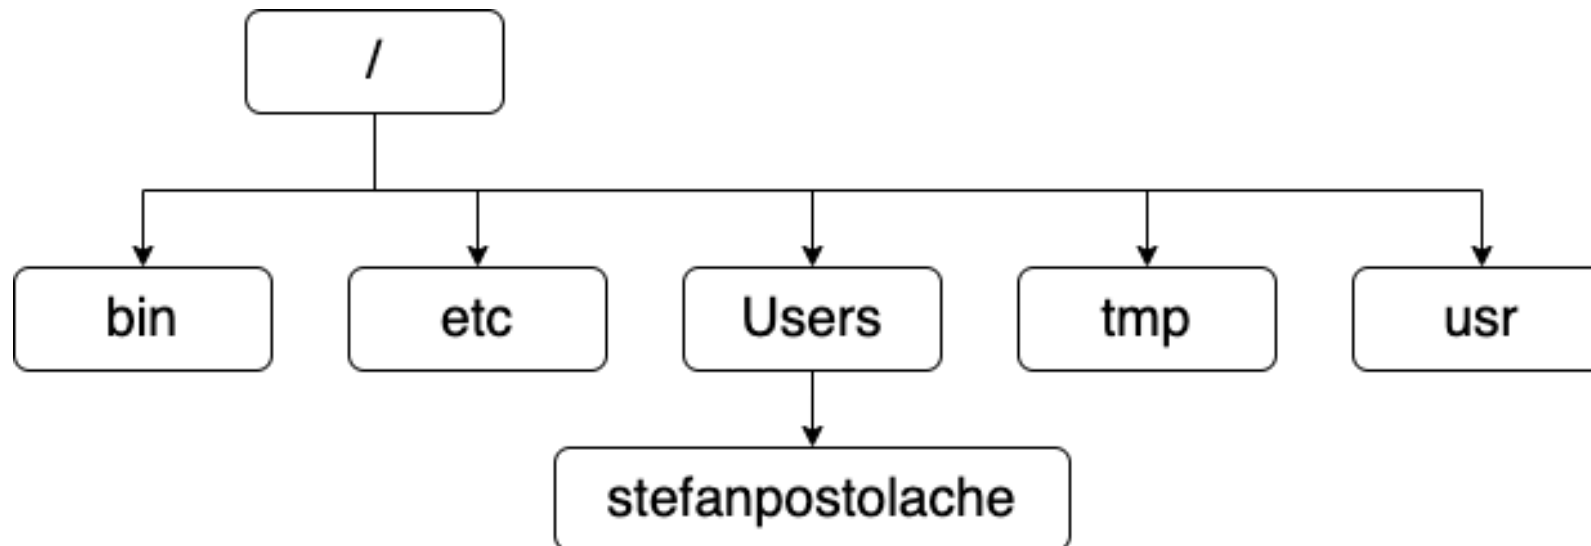 /
bin
etc
Users
tmp
usr
stefanpostolache